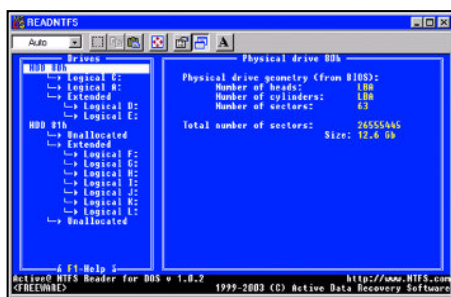 READNTFS
Auto
A
Drives
HDD 80h
Logical C:
Logical A:
Extended
Logical D:
Logical E:
HDD 81h
Unallocated
Extended
Logical F:
Logical G:
Logical H:
Logical I:
Logical J:
Logical K:
Logical L:
Unallocated
F1-Help
Physical drive 80h
Physical drive geometry (from BIOS):
Number of heads: LBA
Number of cylinders: LBA
Number of sectors: 63
Total number of sectors: 26555445
Size: 12.6 Gb
Active@ NTFS Reader for DOS v 1.0.2 http://www.NTFS.com
<FREEWARE> 1999-2003 (C) Active Data Recovery Software